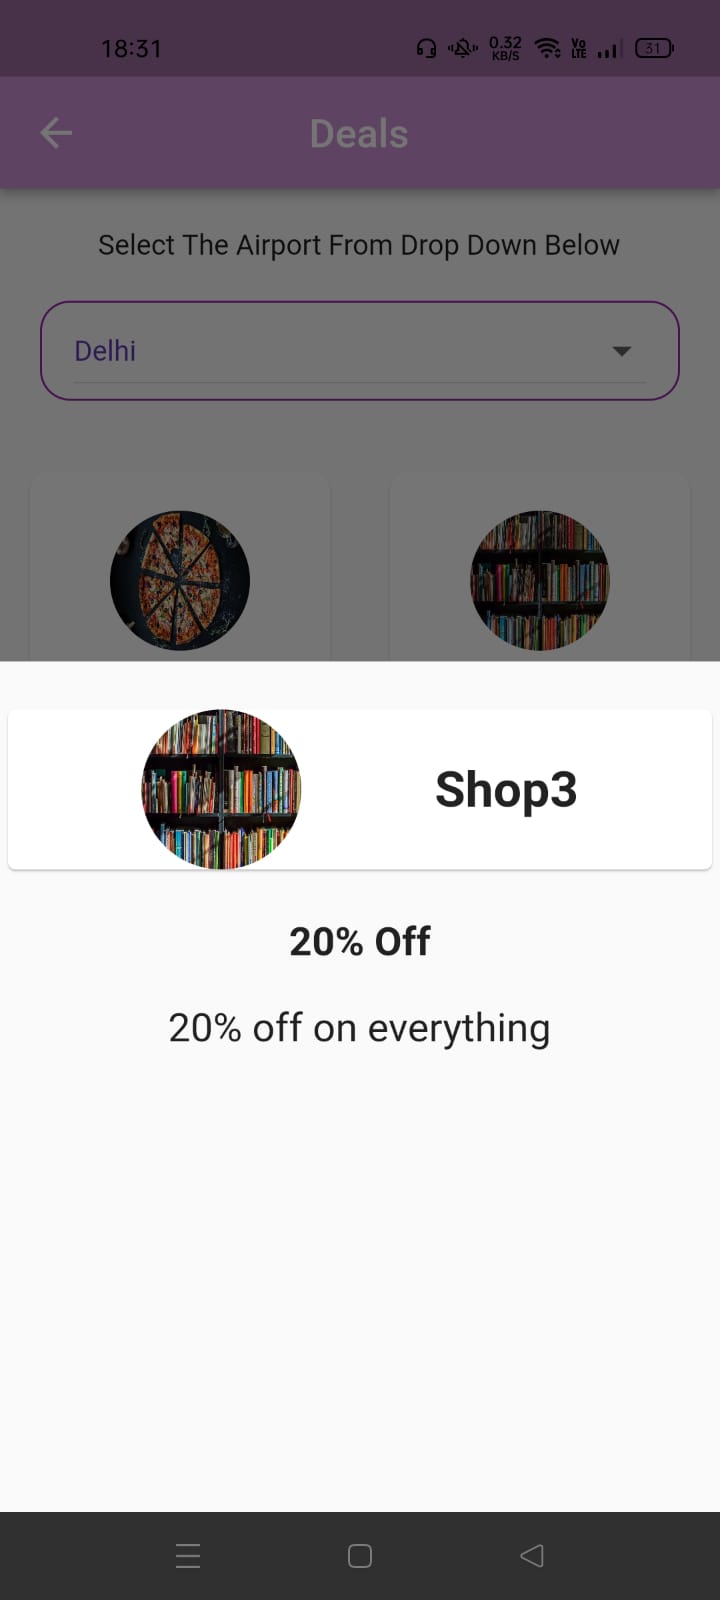 18:31
0.32
KB/S
Vo
LTE
31
Deals
Select The Airport From Drop Down Below
Delhi
Shop3
20% Off
20% off on everything